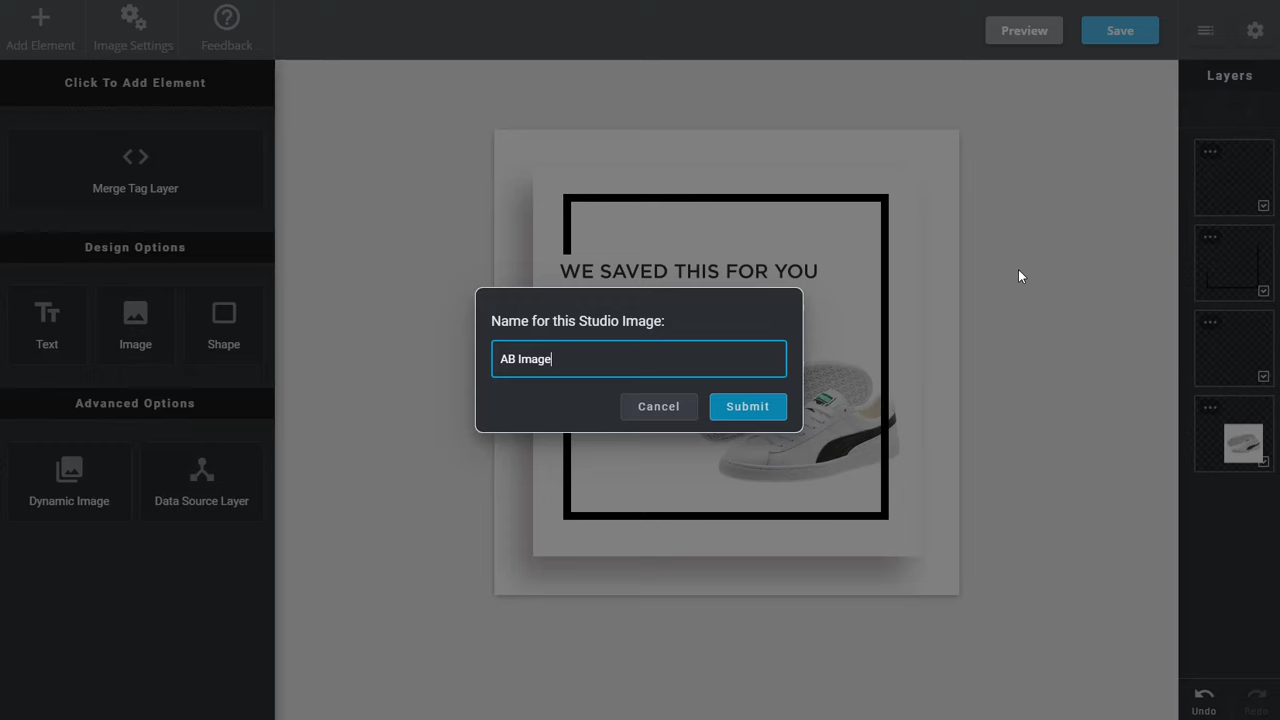 Add Element
Image Settings
Feedback
Preview
Save
Click To Add Element
Layers
Merge Tag Layer
Design Options
WE SAVED THIS FOR YOU
Text
Image
Shape
Name for this Studio Image:
AB Image
Cancel
Submit
Advanced Options
Dynamic Image
Data Source Layer
Undo
Redo